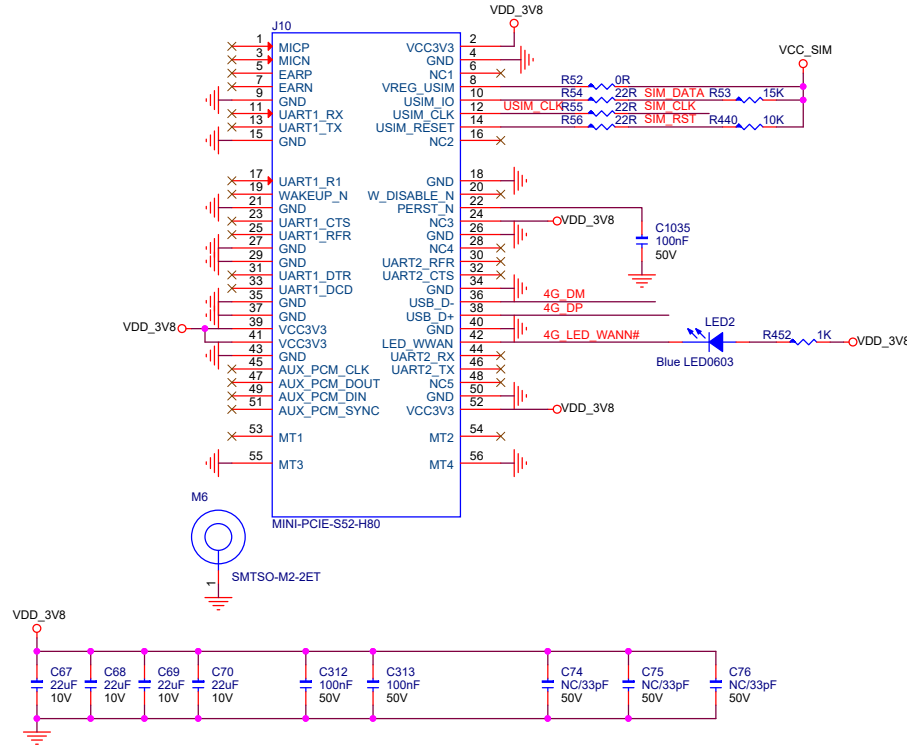 VDD_3V8
J10
VCC_SIM
1 MICP VCC3V3 2
3 MICN GND 4
5 EARP NC1 6
7 EARN VREG_USIM 8 R52 0R
9 GND USIM_IO 10 R54 22R SIM_DATA R53 15K
11 UART1_RX USIM_CLK 12 USIM_CLK R55 22R SIM_CLK
13 UART1_TX USIM_RESET 14 R56 22R SIM_RST R440 10K
15 GND NC2 16
17 UART1_R1 GND 18
19 WAKEUP_N W_DISABLE_N 20
21 GND PERST_N 22
23 UART1_CTS NC3 24 VDD_3V8
25 UART1_RFR GND 26
27 GND NC4 28
29 GND UART2_RFR 30
31 UART1_DTR UART2_CTS 32
33 UART1_DCD GND 34
35 GND USB_D- 36 4G_DM
37 GND USB_D+ 38 4G_DP
VDD_3V8 39 VCC3V3 GND 40
41 VCC3V3 LED_WWAN 42 4G_LED_WANN#
43 GND UART2_RX 44
45 AUX_PCM_CLK UART2_TX 46
47 AUX_PCM_DOUT NC5 48
49 AUX_PCM_DIN GND 50
51 AUX_PCM_SYNC VCC3V3 52 VDD_3V8
53 MT1 MT2 54
55 MT3 MT4 56
C1035
100nF
50V
LED2
Blue LED0603
R452 1K VDD_3V8
MINI-PCIE-S52-H80
M6
1
SMTSO-M2-2ET
VDD_3V8
C67 C68 C69 C70 C312 C313 C74 C75 C76
22uF 22uF 22uF 22uF 100nF 100nF NC/33pF NC/33pF NC/33pF
10V 10V 10V 10V 50V 50V 50V 50V 50V